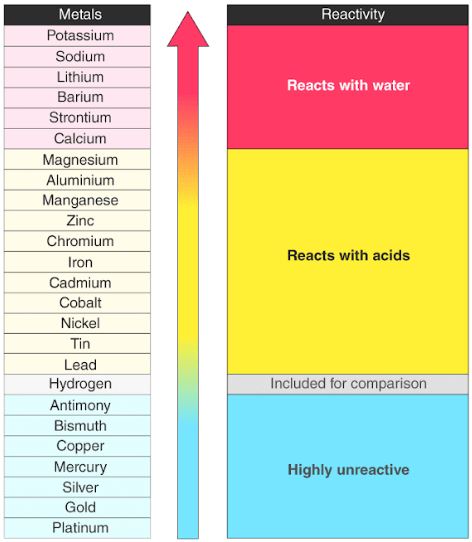 Metals
Reactivity
Potassium
Sodium
Lithium
Barium
Strontium
Calcium
Reacts with water
Magnesium
Aluminium
Manganese
Zinc
Chromium
Iron
Cadmium
Cobalt
Nickel
Tin
Lead
Reacts with acids
Hydrogen
Included for comparison
Antimony
Bismuth
Copper
Mercury
Silver
Gold
Platinum
Highly unreactive